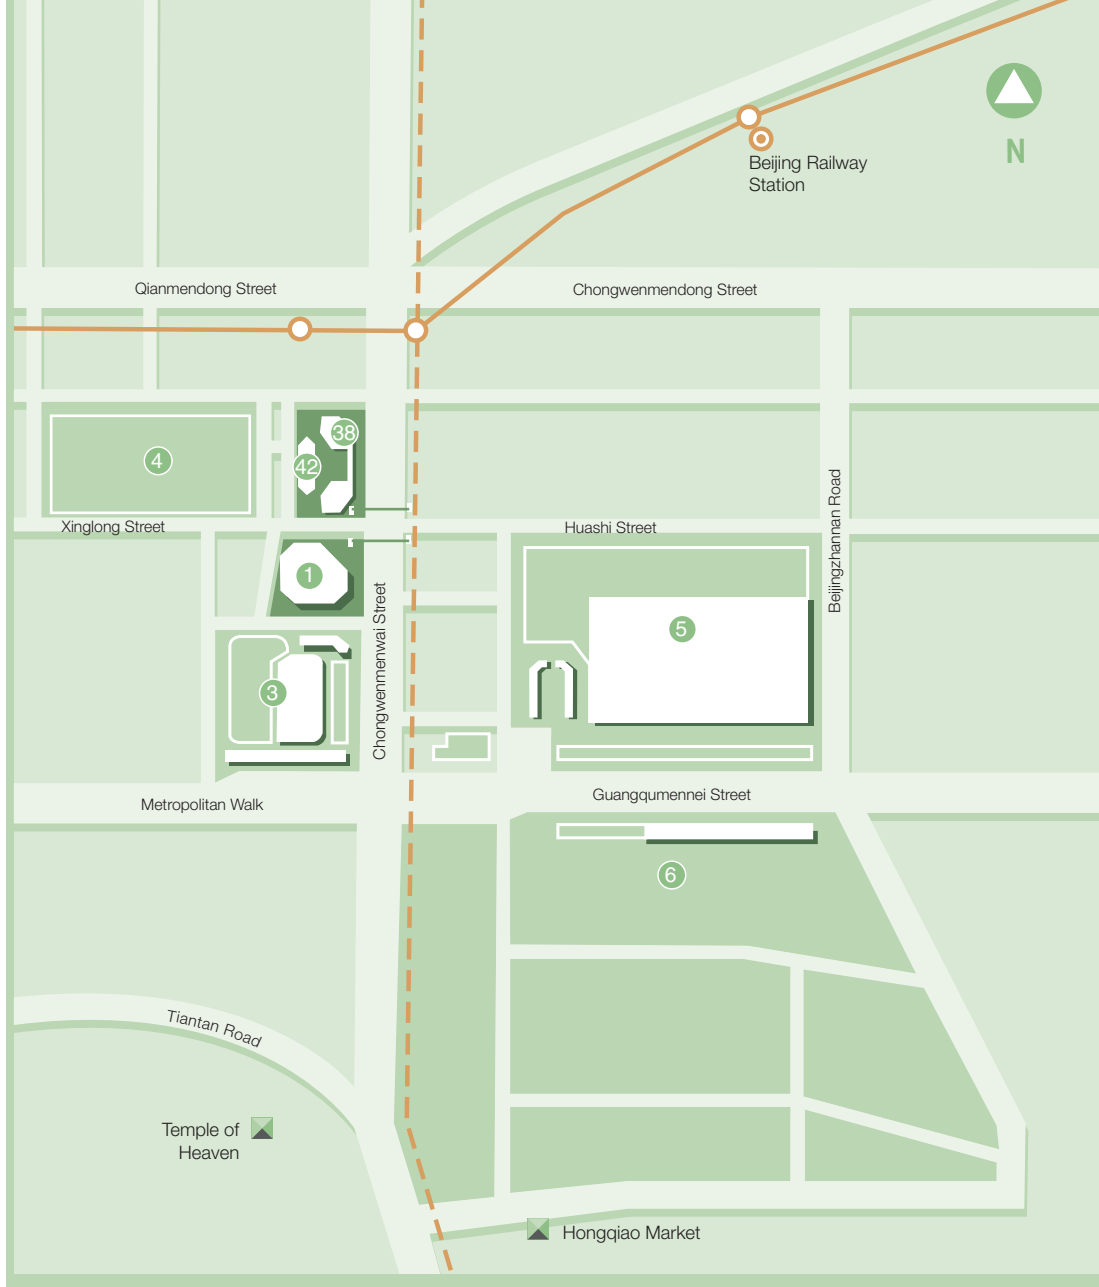 N
Beijing Railway
Station
Qianmendong Street
Chongwenmendong Street
38
4
42
Beijingzhannan Road
Xinglong Street
Huashi Street
1
Chongwenmenwai Street
5
3
Metropolitan Walk
Guangqumennei Street
6
Tiantan Road
Temple of
Heaven
Hongqiao Market